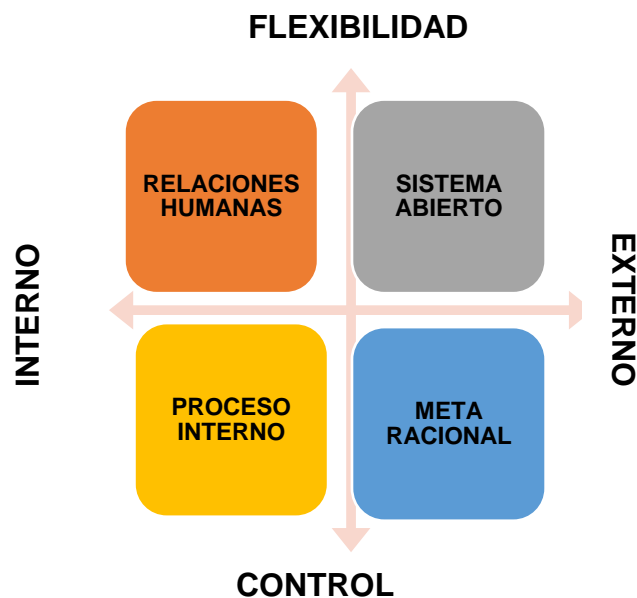 FLEXIBILIDAD
RELACIONES
HUMANAS
SISTEMA
ABIERTO
INTERNO
EXTERNO
PROCESO
INTERNO
META
RACIONAL
CONTROL